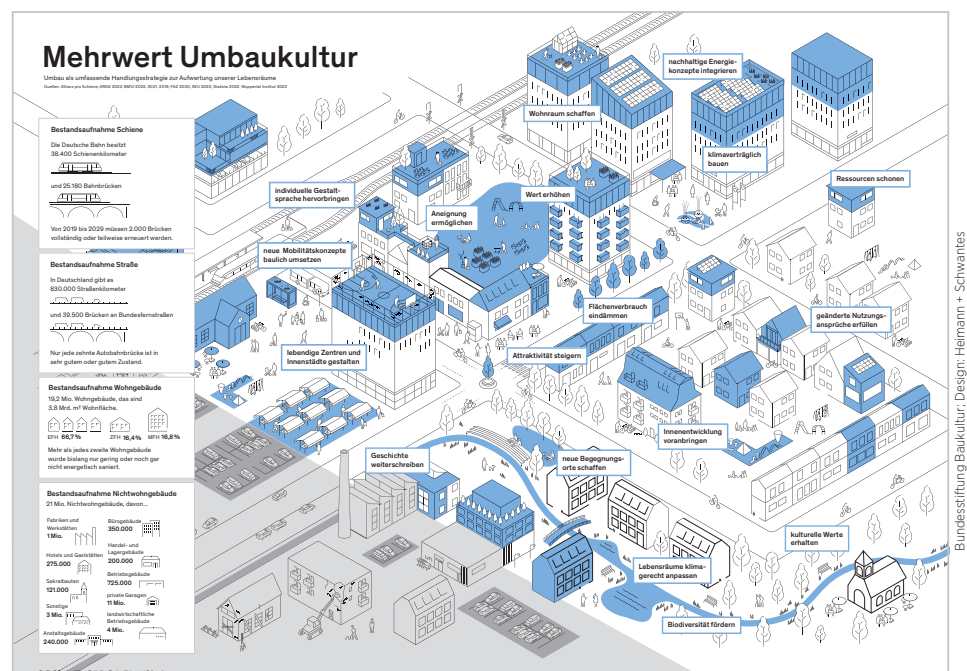 Mehrwert Umbaukultur
Umbau als umfassende Handlungsstrategie zur Aufwertung unserer Lebensräume
Bestandsaufnahme Schiene
Die Deutsche Bahn besitzt
38.400 Schienenkilometer
und 25.180 Bahnbrücken
Von 2019 bis 2029 müssen 2.000 Brücken
vollständig oder teilweise erneuert werden.
Bestandsaufnahme Straße
In Deutschland gibt es
830.000 Straßenkilometer
und 39.500 Brücken an Bundesfernstraßen
Nur jede zehnte Autobahnbrücke ist in
sehr gutem oder gutem Zustand.
Bestandsaufnahme Wohngebäude
19,2 Mio. Wohngebäude, das sind
3,8 Mrd. m² Wohnfläche.
EFH 66,7 % ZFH 16,4 % MFH 16,8 %
Mehr als jedes zweite Wohngebäude
wurde bislang nur gering oder noch gar
nicht energetisch saniert.
Bestandsaufnahme Nichtwohngebäude
21 Mio. Nichtwohngebäude, davon...
Fabriken und
Werkstätten
1 Mio.
Hotels und Gaststätten
275.000
Sakralbauten
121.000
Sonstige
3 Mio.
Anstaltsgebäude
240.000
Bürogebäude
350.000
Handel- und
Lagergebäude
200.000
Betriebsgebäude
725.000
private Garagen
11 Mio.
landwirtschaftliche
Betriebsgebäude
4 Mio.
nachhaltige Energie-
konzepte integrieren
Wohnraum schaffen
klimaverträglich
bauen
Ressourcen schonen
individuelle Gestalt-
sprache hervorbringen
Aneignung
ermöglichen
Wert erhöhen
neue Mobilitätskonzepte
baulich umsetzen
Flächenverbrauch
eindämmen
geänderte Nutzungs-
ansprüche erfüllen
lebendige Zentren und
Innenstädte gestalten
Attraktivität steigern
Innenentwicklung
voranbringen
Geschichte
weiterschreiben
neue Begegnungs-
orte schaffen
kulturelle Werte
erhalten
Lebensräume klima-
gerecht anpassen
Biodiversität fördern
Bundesstiftung Baukultur; Design: Heimann + Schwantes